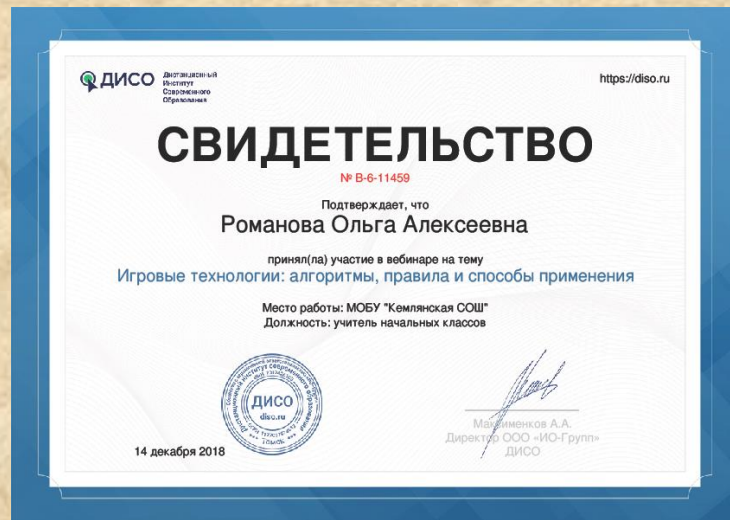 ДИСО
Дистанционный
Институт
Современного
Образования
https://diso.ru
СВИДЕТЕЛЬСТВО
№ В-6-11459
Подтверждает, что
Романова Ольга Алексеевна
принял(ла) участие в вебинаре на тему
Игровые технологии: алгоритмы, правила и способы применения
Место работы: МОБУ "Кемлянская СОШ"
Должность: учитель начальных классов
ДИСО
diso.ru
14 декабря 2018
Максименков А.А.
Директор ООО «ИО-Групп»
ДИСО